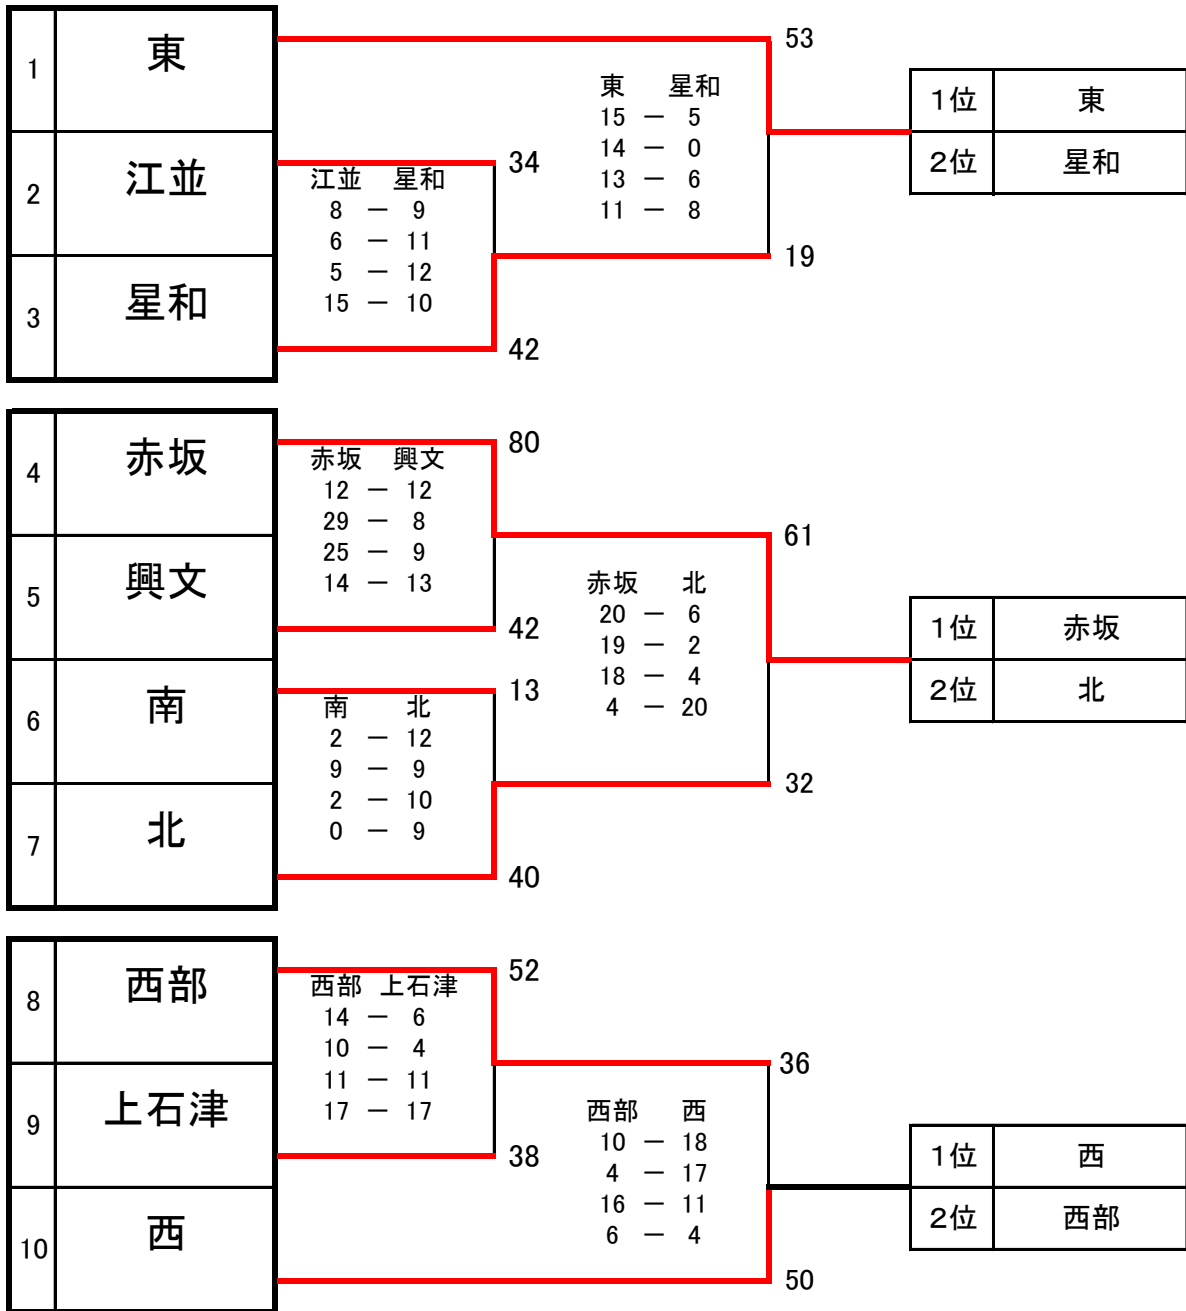 1 東
2 江並
3 星和
江並 星和
8 － 9
6 － 11
5 － 12
15 － 10
34
42
東 星和
15 － 5
14 － 0
13 － 6
11 － 8
53
19
1位 東
2位 星和
4 赤坂
5 興文
6 南
7 北
赤坂 興文
12 － 12
29 － 8
25 － 9
14 － 13
80
42
南 北
2 － 12
9 － 9
2 － 10
0 － 9
13
40
赤坂 北
20 － 6
19 － 2
18 － 4
4 － 20
61
32
1位 赤坂
2位 北
8 西部
9 上石津
10 西
西部 上石津
14 － 6
10 － 4
11 － 11
17 － 17
52
38
西部 西
10 － 18
4 － 17
16 － 11
6 － 4
36
50
1位 西
2位 西部